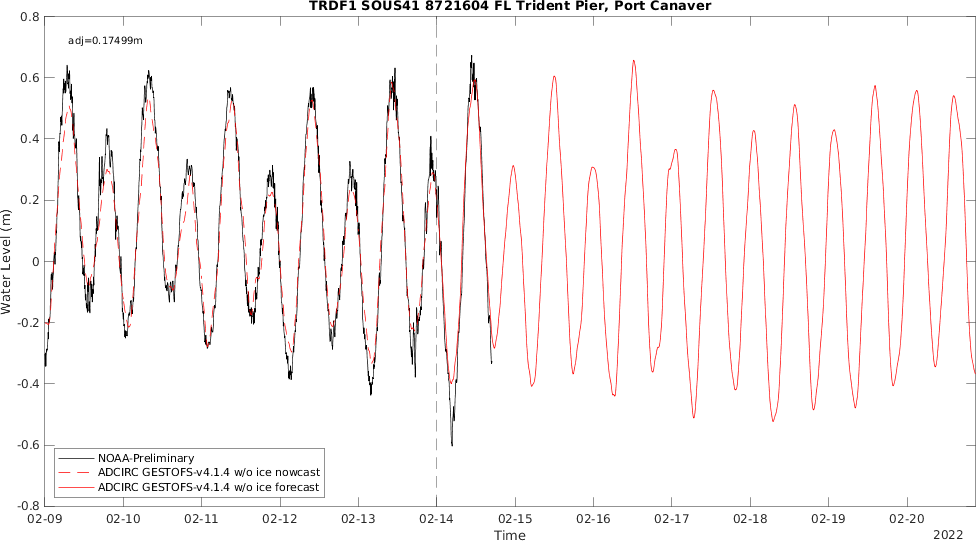 TRDF1 SOUS41 8721604 FL Trident Pier, Port Canaver
adj=0.17499m
0.8
0.6
0.4
0.2
0
-0.2
-0.4
-0.6
-0.8
Water Level (m)
NOAA-Preliminary
ADCIRC GESTOFS-v4.1.4 w/o ice nowcast
ADCIRC GESTOFS-v4.1.4 w/o ice forecast
02-09 02-10 02-11 02-12 02-13 02-14 02-15 02-16 02-17 02-18 02-19 02-20
Time
2022